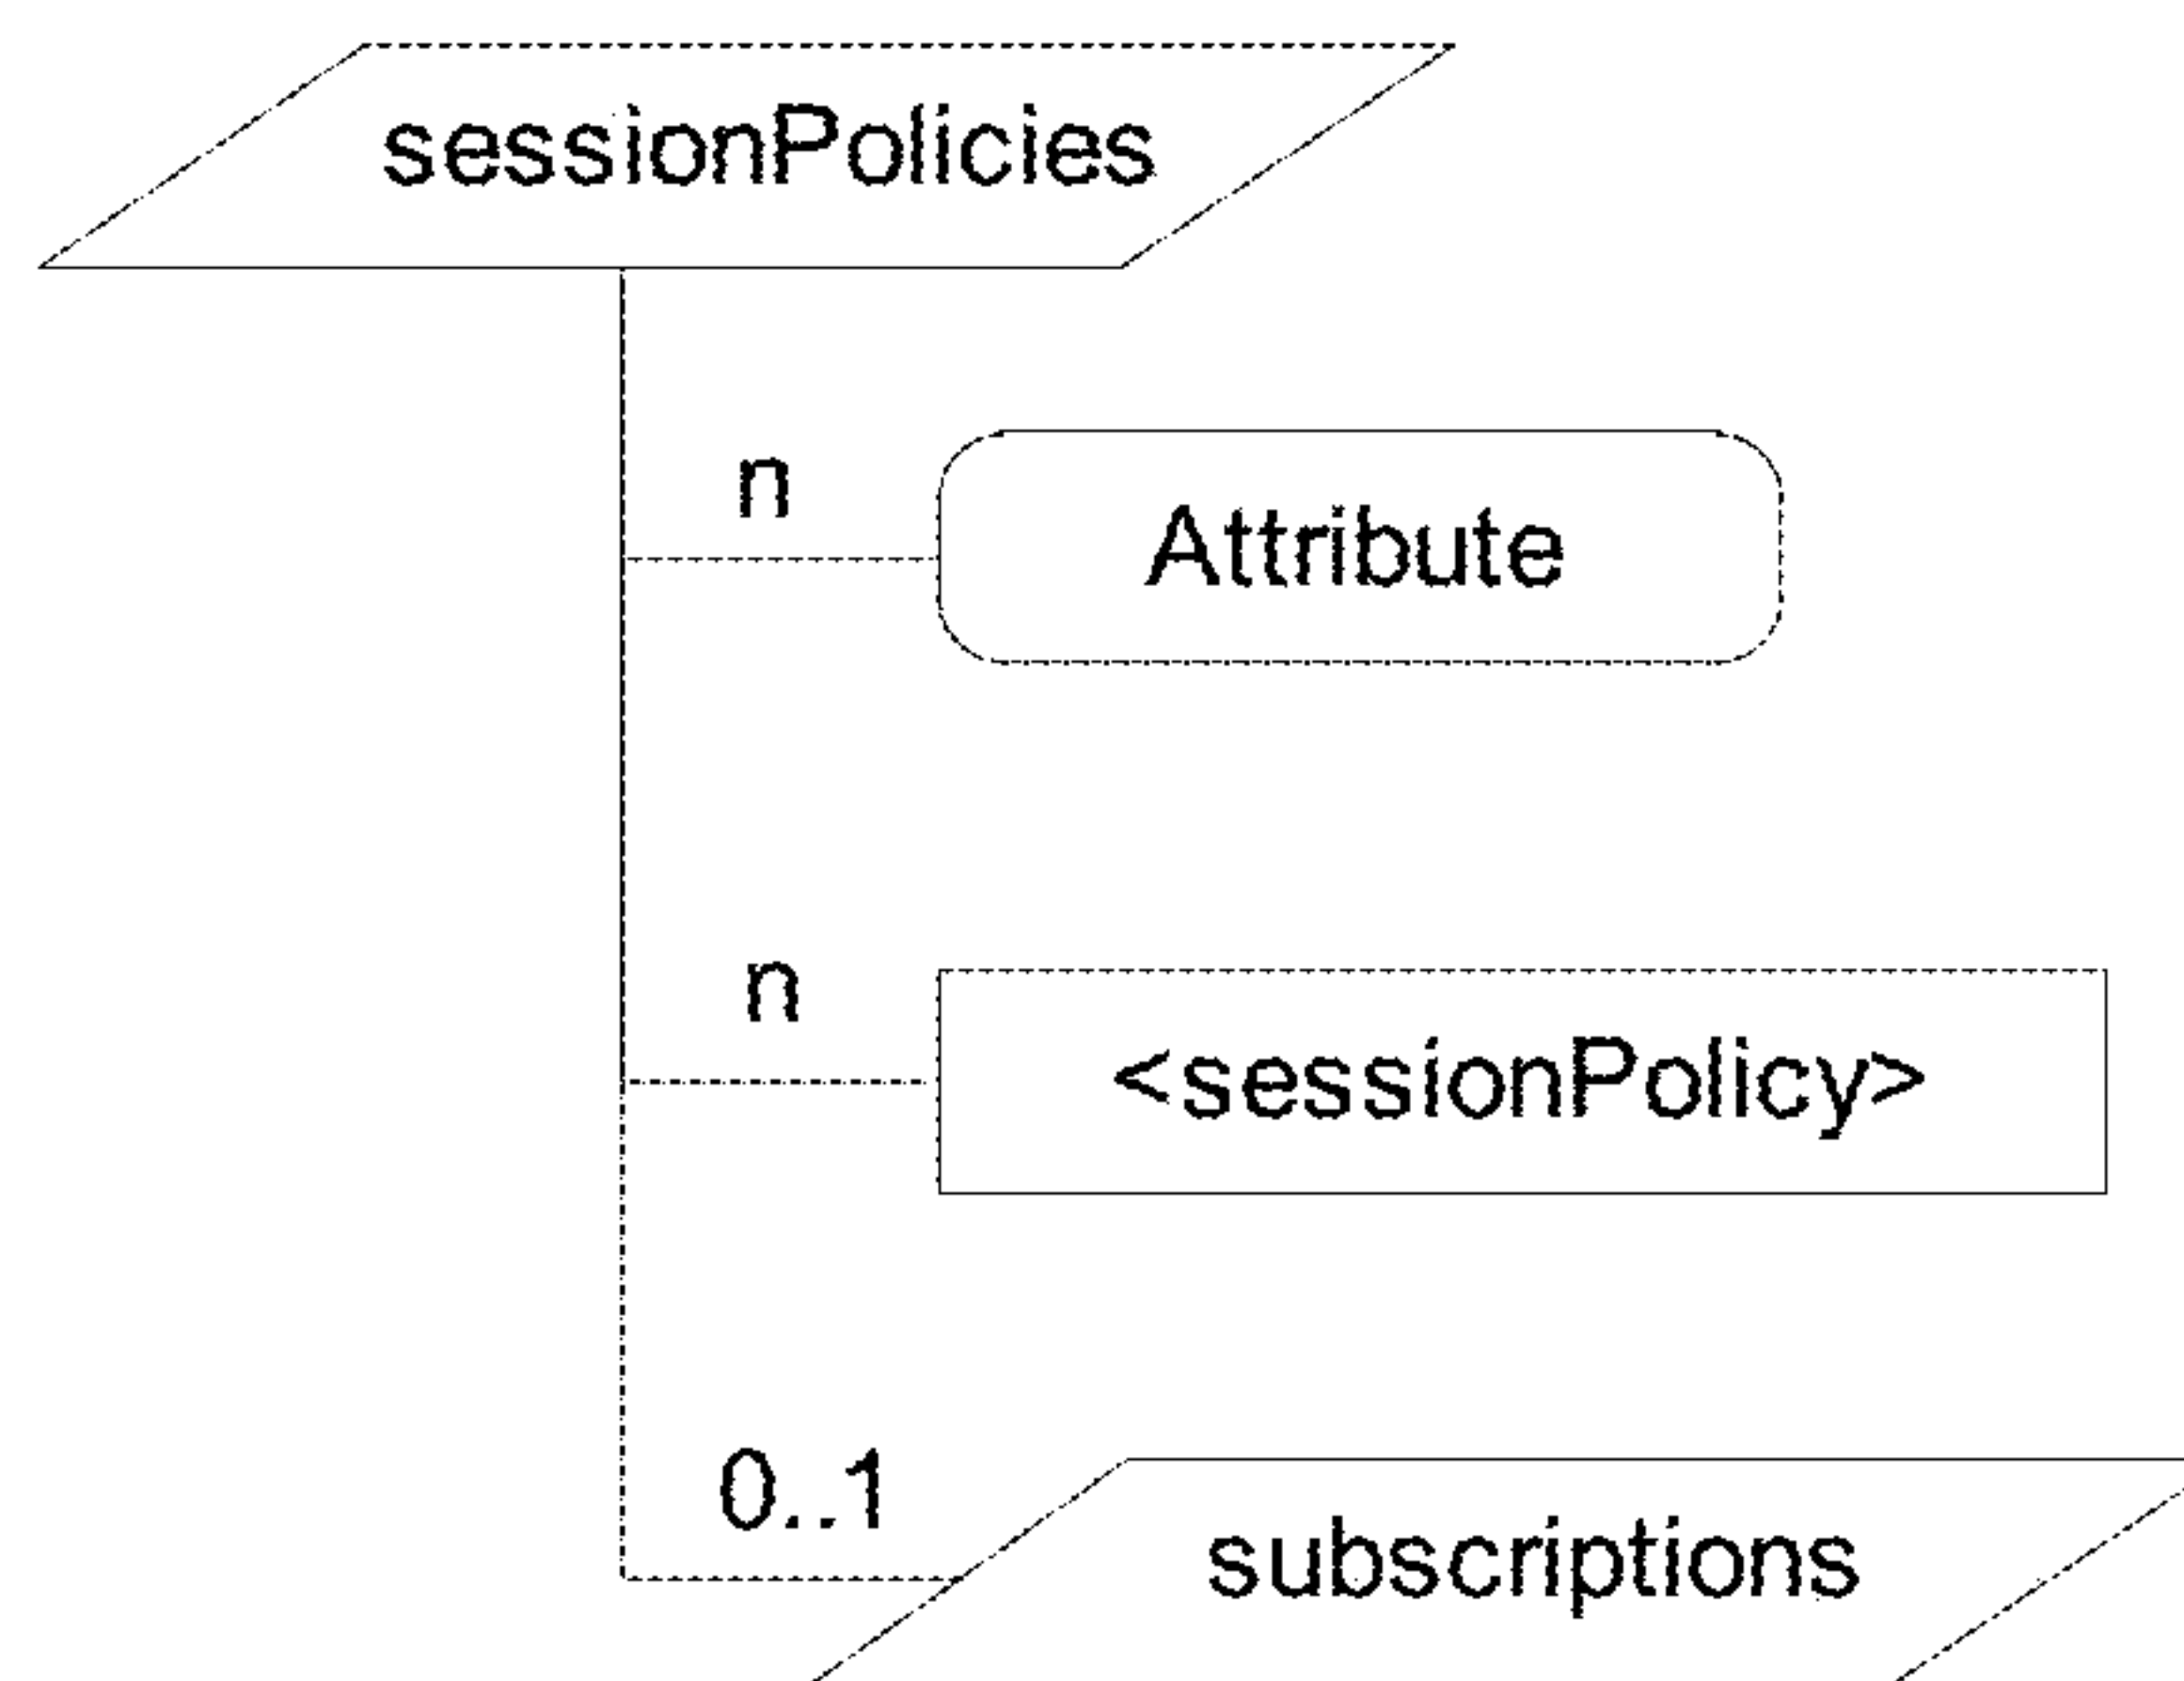 sessionPolicies
n
Attribute
n
<sessionPolicy>
0..1
subscriptions